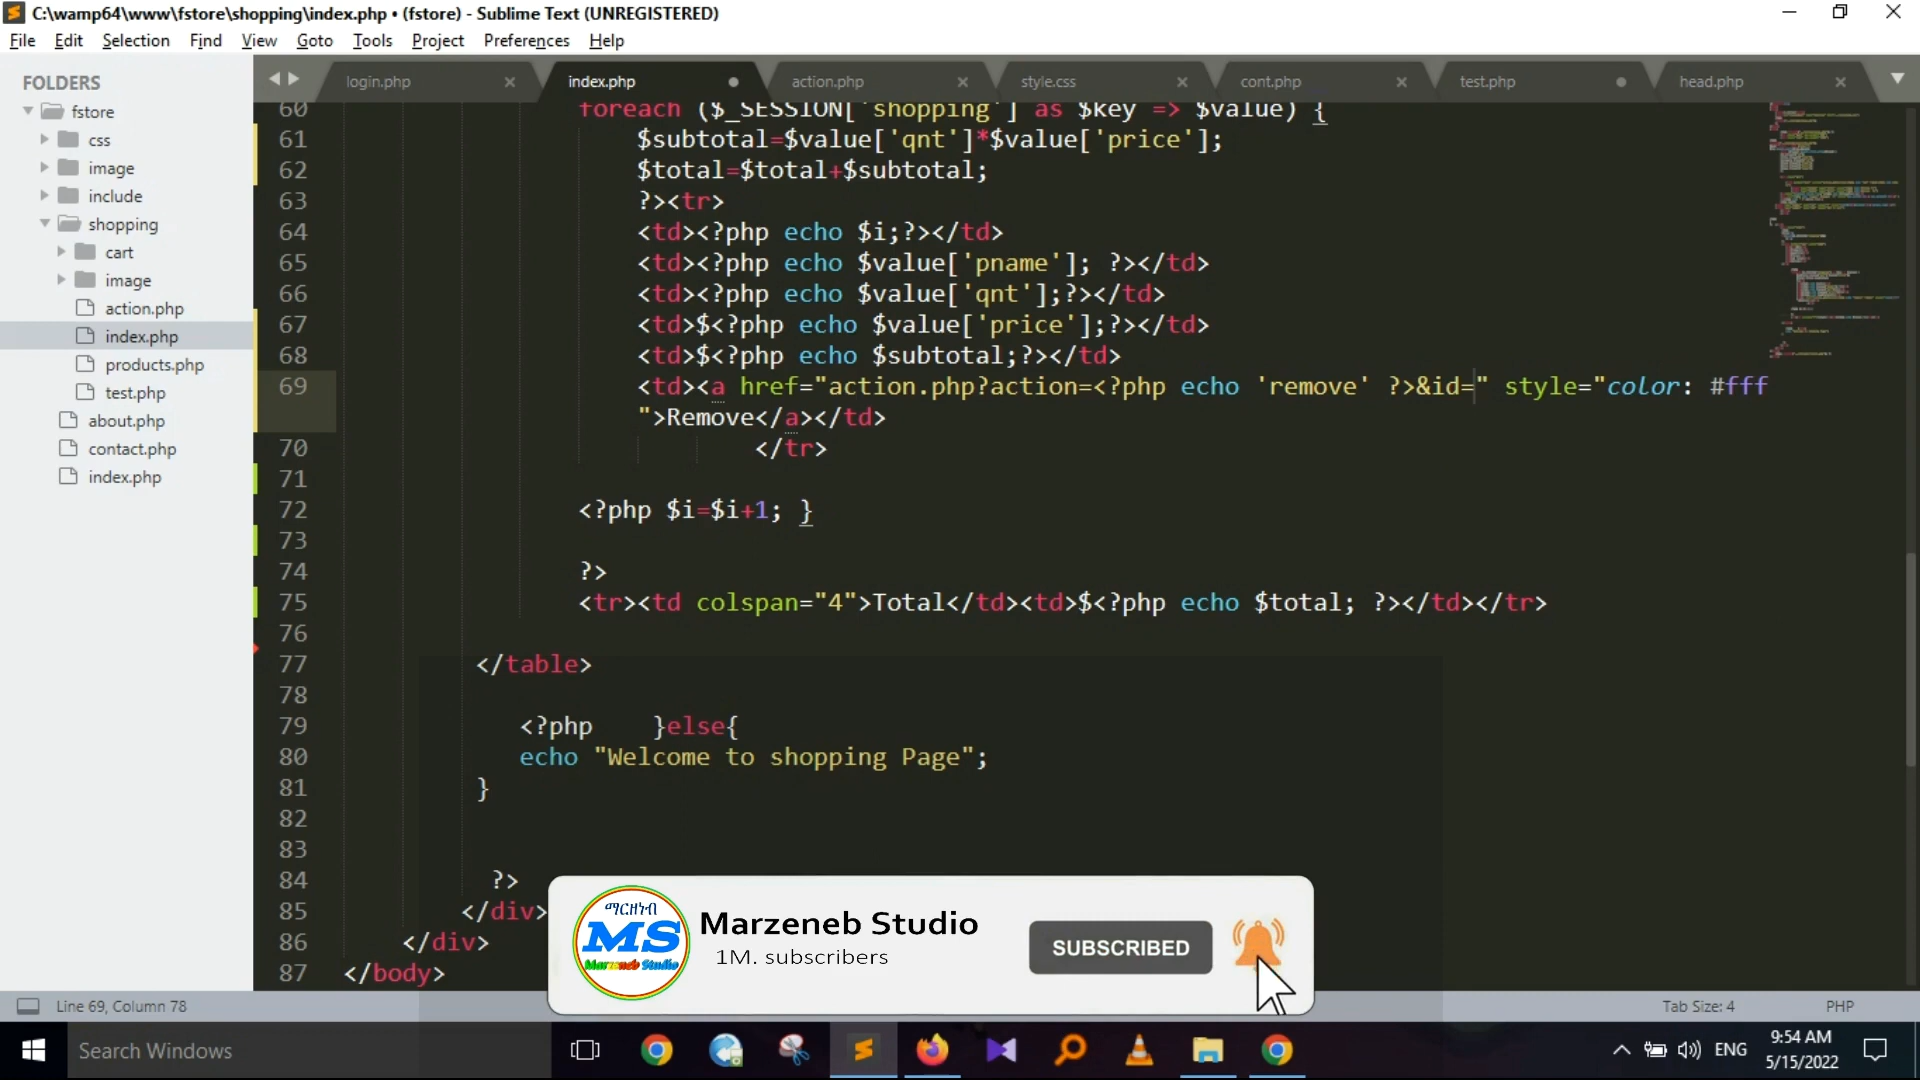 C:\wamp64\www\fstore\shopping\index.php • (fstore) - Sublime Text (UNREGISTERED)
File Edit Selection Find View Goto Tools Project Preferences Help
FOLDERS
fstore
css
image
include
shopping
cart
image
action.php
index.php
products.php
test.php
about.php
contact.php
index.php
login.php index.php action.php style.css cont.php test.php head.php
60 foreach ($_SESSION['shopping'] as $key => $value) {
61 $subtotal=$value['qnt']*$value['price'];
62 $total=$total+$subtotal;
63 ?><tr>
64 <td><?php echo $i;?></td>
65 <td><?php echo $value['pname']; ?></td>
66 <td><?php echo $value['qnt'];?></td>
67 <td>$<?php echo $value['price'];?></td>
68 <td>$<?php echo $subtotal;?></td>
69 <td><a href="action.php?action=<?php echo 'remove' ?>&id=" style="color: #fff
">Remove</a></td>
70 </tr>
71
72 <?php $i=$i+1; }
73
74 ?>
75 <tr><td colspan="4">Total</td><td>$<?php echo $total; ?></td></tr>
76
77 </table>
78
79 <?php }else{
80 echo "Welcome to shopping Page";
81 }
82
83
84 ?>
85 </div>
86 </div>
87 </body>
ማርዘነብ
MS
Marzeneb Studio
Marzeneb Studio
1M. subscribers
SUBSCRIBED
Line 69, Column 78
Tab Size: 4 PHP
Search Windows
ENG
9:54 AM
5/15/2022